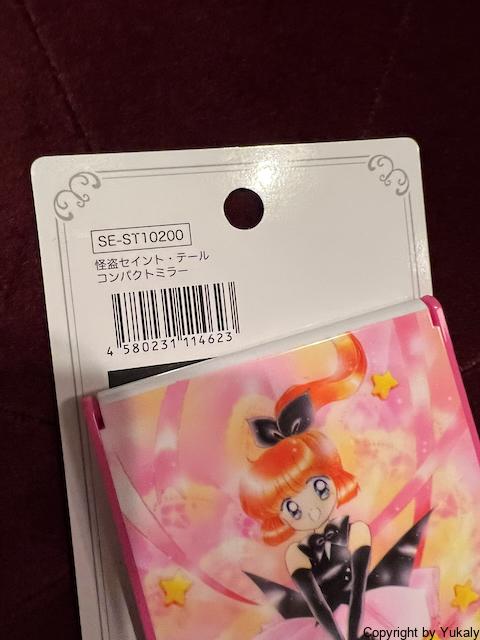 SE-ST10200
怪盗セイント・テール
コンパクトミラー
4 580231 114623
Copyright by Yukaly